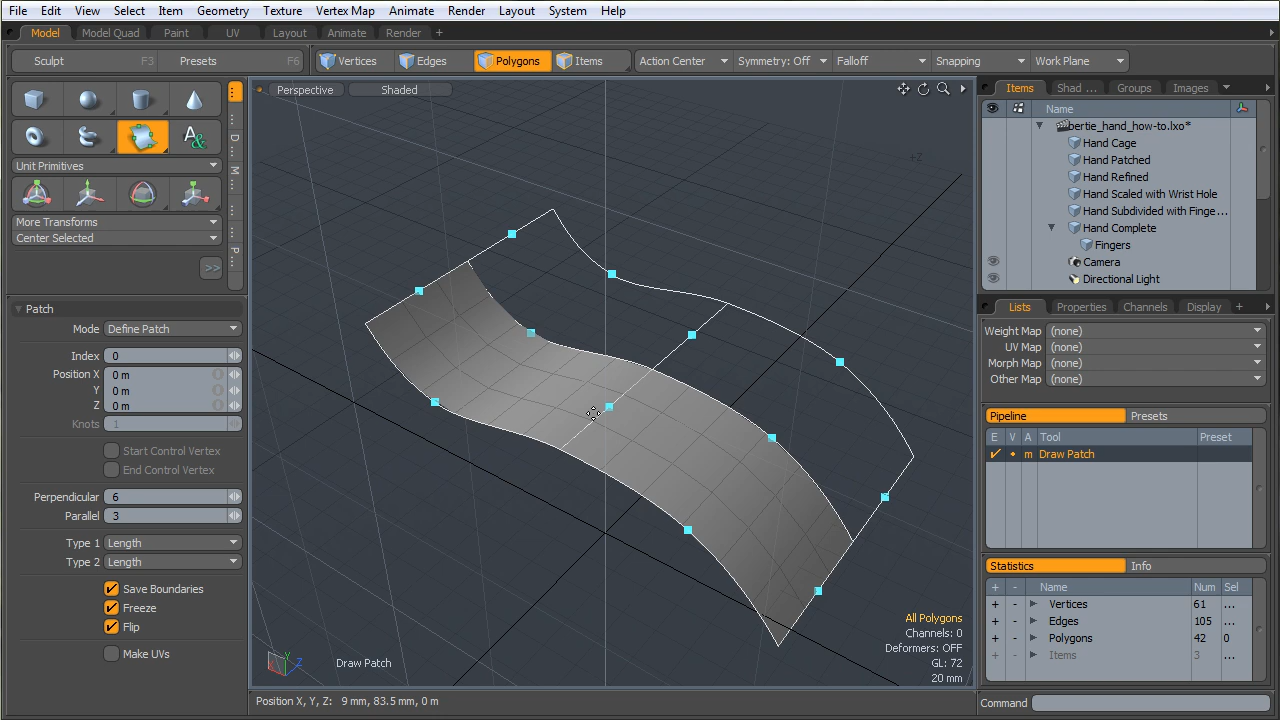 File Edit View Select Item Geometry Texture Vertex Map Animate Render Layout System Help
Model Model Quad Paint UV Layout Animate Render +
Sculpt F3 Presets F6 Vertices Edges Polygons Items Action Center Symmetry: Off Falloff Snapping Work Plane
Perspective Shaded
Items Shad ... Groups Images
Name
bertie_hand_how-to.lxo*
Hand Cage
Hand Patched
Hand Refined
Hand Scaled with Wrist Hole
Hand Subdivided with Finge...
Hand Complete
Fingers
Camera
Directional Light
D
M
P
A&
Unit Primitives
More Transforms
Center Selected
>>
Patch
Mode Define Patch
Index 0
Position X 0 m
Y 0 m
Z 0 m
Knots 1
Start Control Vertex
End Control Vertex
Perpendicular 6
Parallel 3
Type 1 Length
Type 2 Length
Save Boundaries
Freeze
Flip
Make UVs
+Z
All Polygons
Channels: 0
Deformers: OFF
GL: 72
20 mm
Y
X Z
Draw Patch
Position X, Y, Z: 9 mm, 83.5 mm, 0 m
Lists Properties Channels Display +
Weight Map (none)
UV Map (none)
Morph Map (none)
Other Map (none)
Pipeline Presets
E V A Tool Preset
m Draw Patch
Statistics Info
+ - Name Num Sel
+ - Vertices 61 ...
+ - Edges 105 ...
+ - Polygons 42 0
+ - Items 3 ...
Command